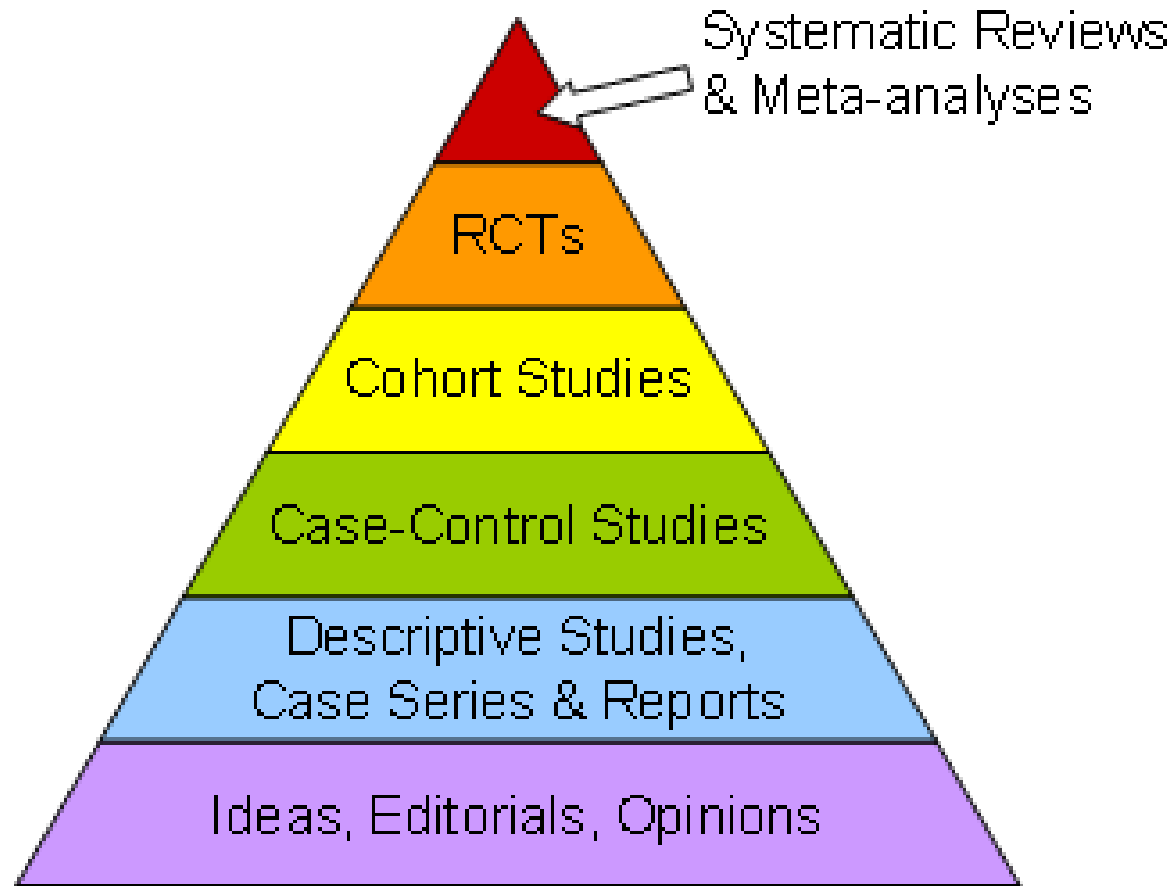 Systematic Reviews
& Meta-analyses
RCTs
Cohort Studies
Case-Control Studies
Descriptive Studies,
Case Series & Reports
Ideas, Editorials, Opinions